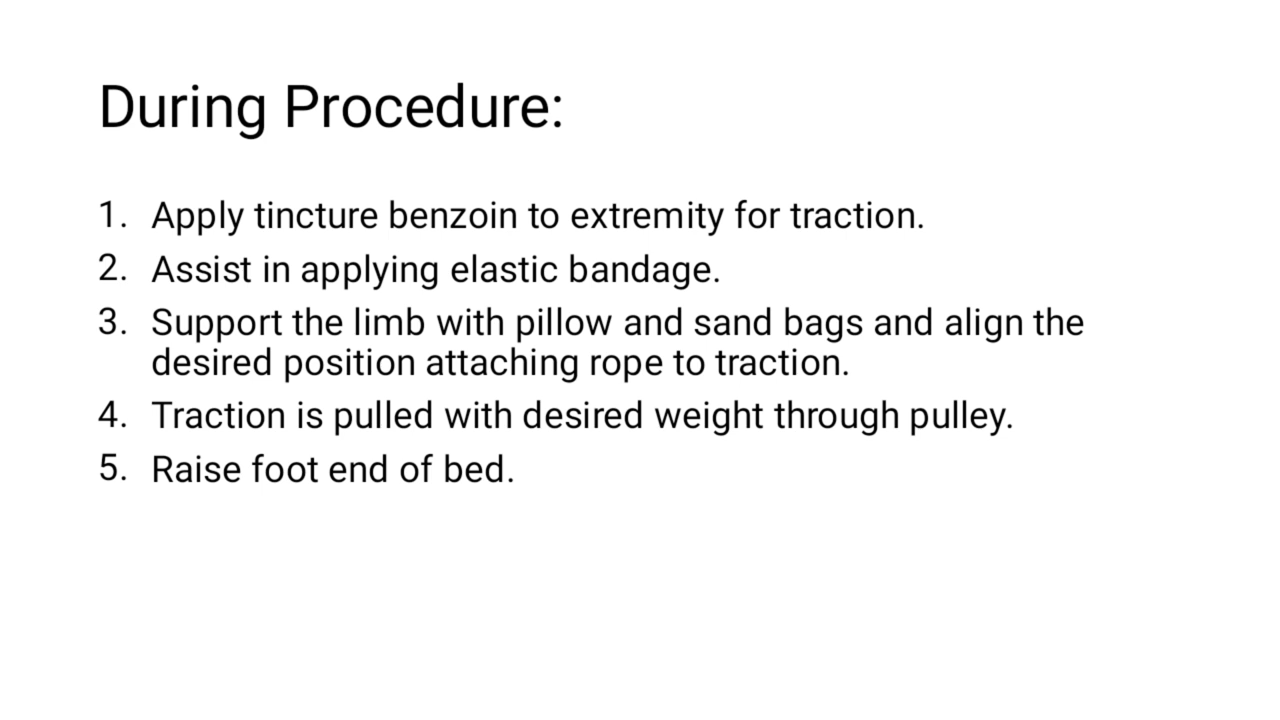 During Procedure:
1. Apply tincture benzoin to extremity for traction.
2. Assist in applying elastic bandage.
3. Support the limb with pillow and sand bags and align the
desired position attaching rope to traction.
4. Traction is pulled with desired weight through pulley.
5. Raise foot end of bed.